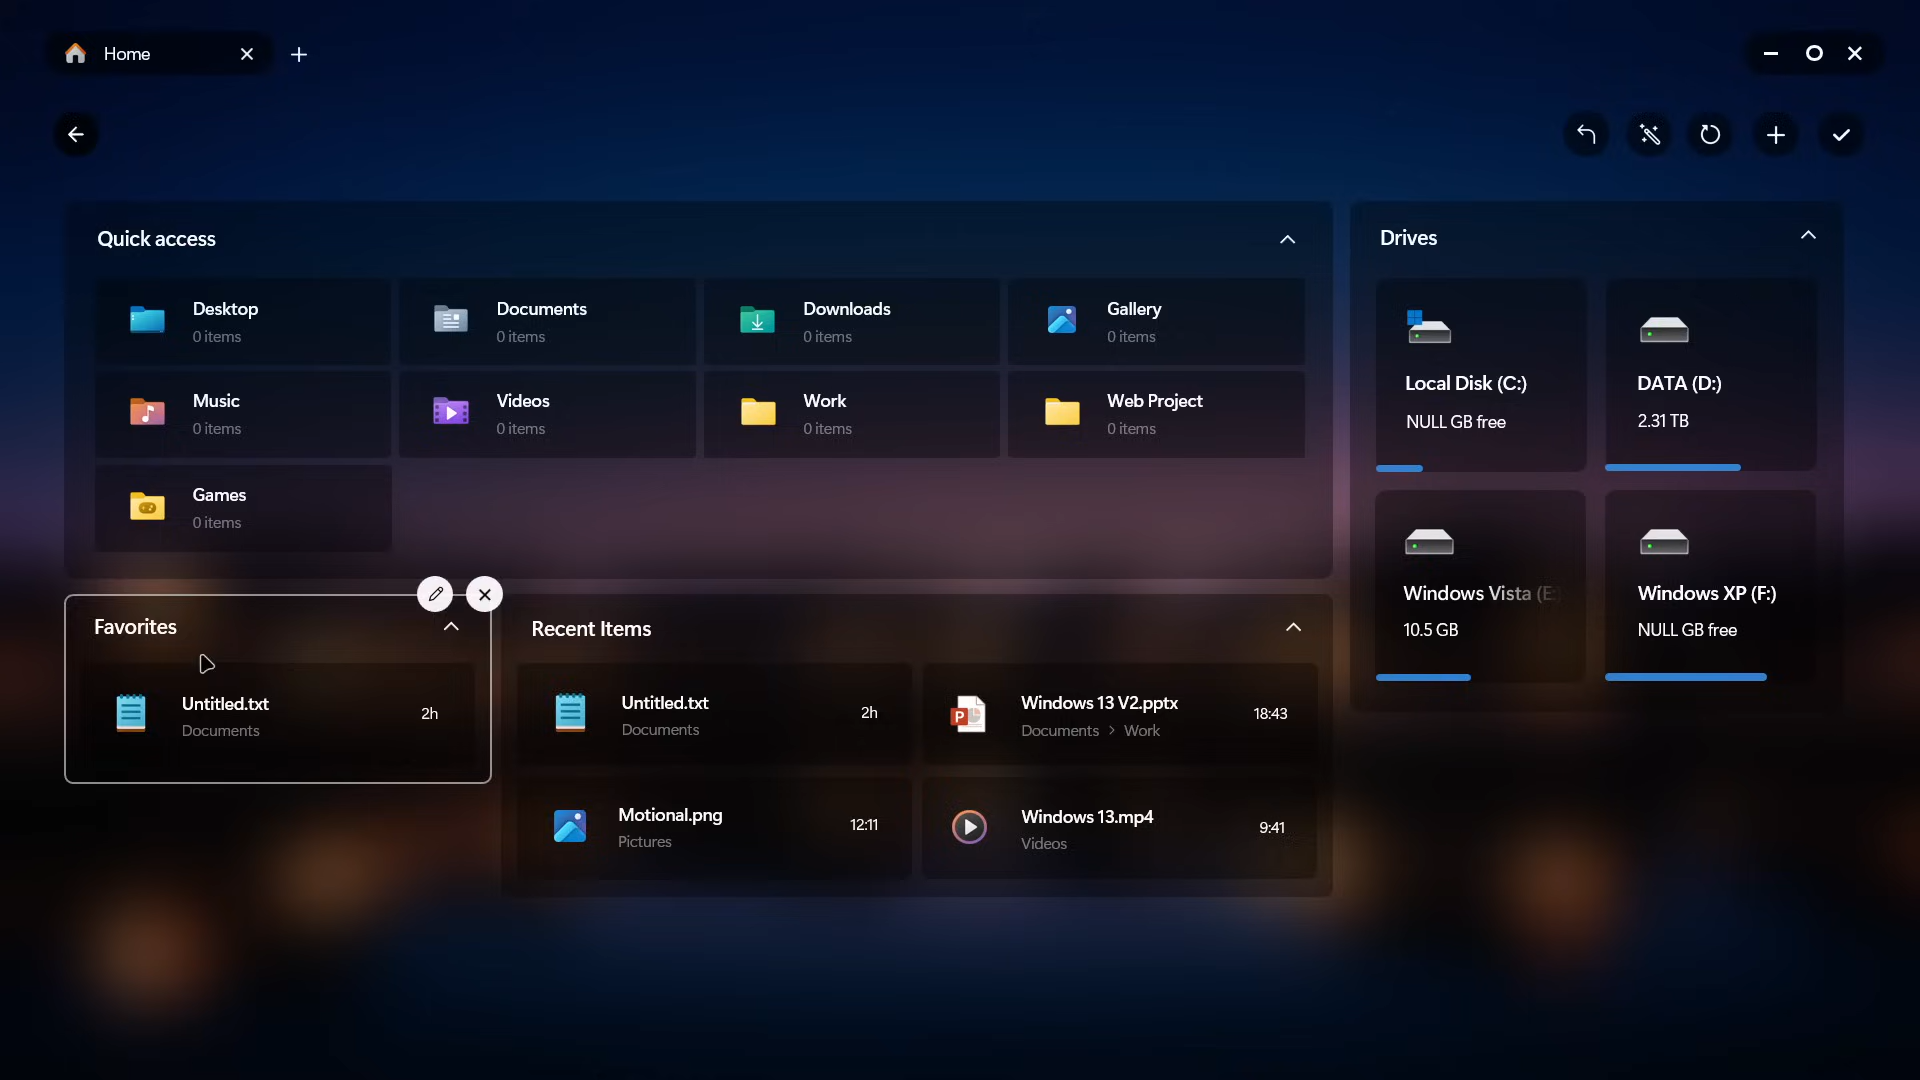 Home
Quick access
Desktop
0 items
Documents
0 items
Downloads
0 items
Gallery
0 items
Music
0 items
Videos
0 items
Work
0 items
Web Project
0 items
Games
0 items
Drives
Local Disk (C:)
NULL GB free
DATA (D:)
2.31 TB
Windows Vista (E:
10.5 GB
Windows XP (F:)
NULL GB free
Favorites
Untitled.txt
2h
Documents
Recent Items
Untitled.txt
2h
Documents
Windows 13 V2.pptx
18:43
Documents > Work
Motional.png
12:11
Pictures
Windows 13.mp4
9:41
Videos